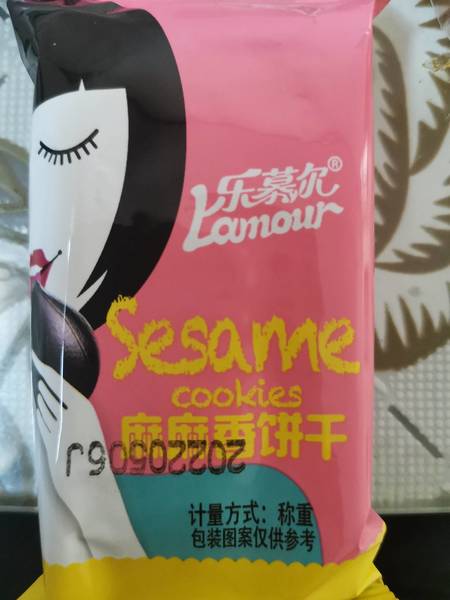 乐慕尔®
Lamour
Sesame
cookies
麻麻香饼干
计量方式：称重
包装图案仅供参考